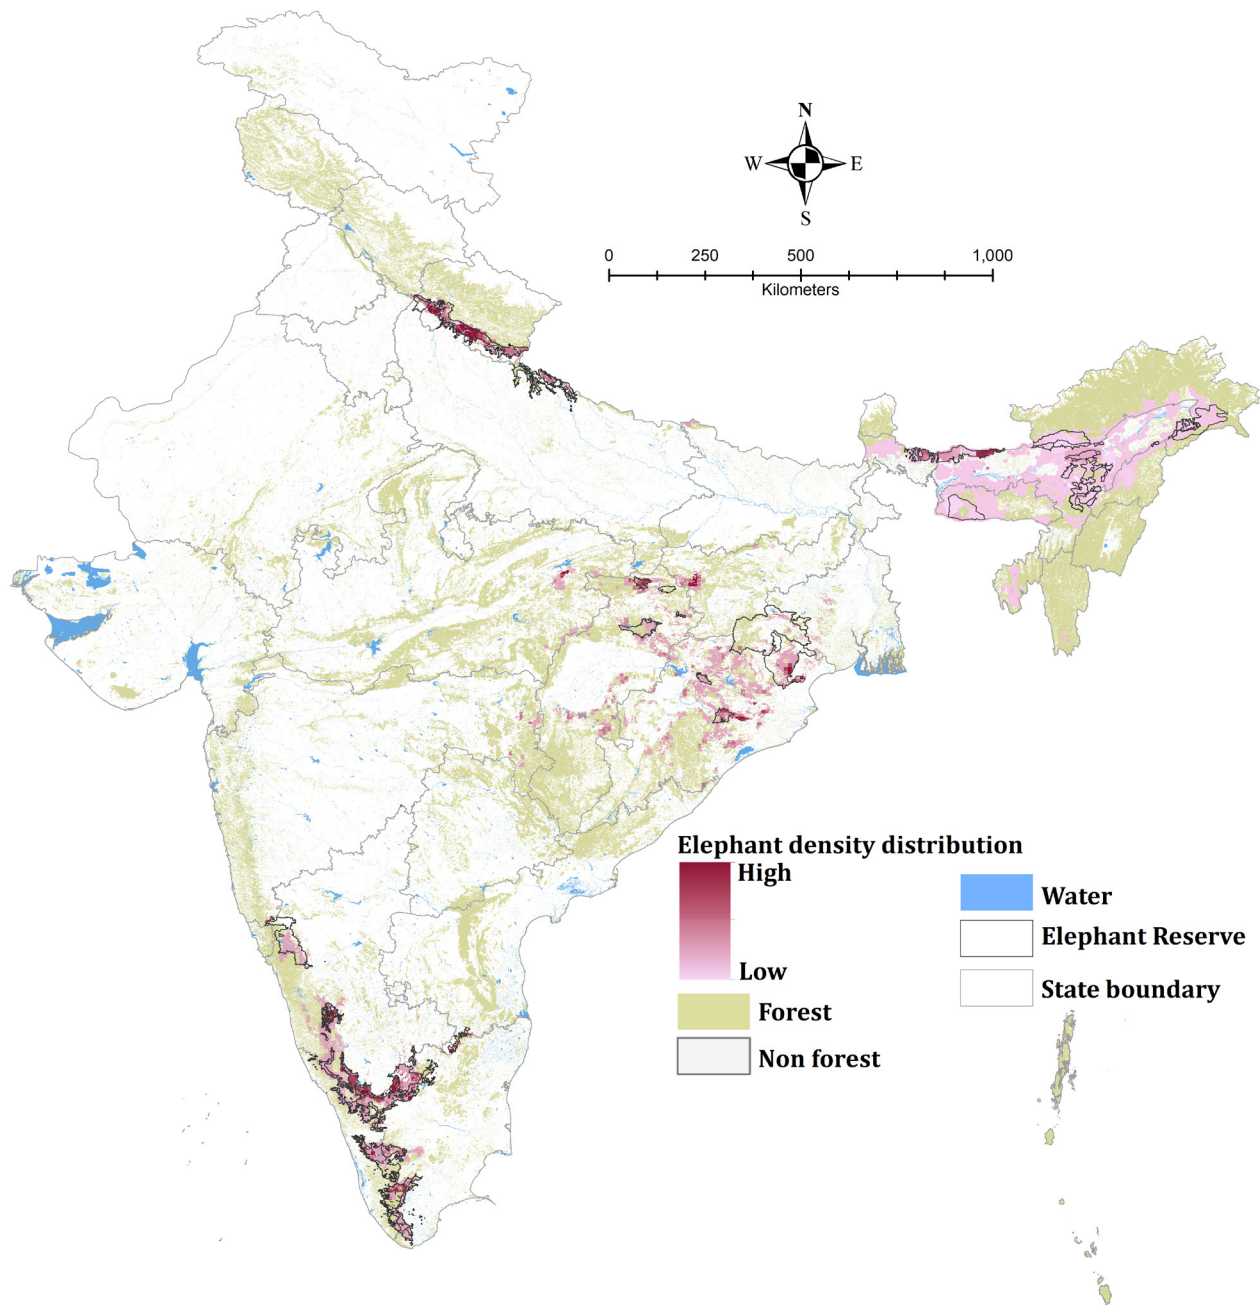 N
W E
S
0 250 500 1,000
Kilometers
Elephant density distribution
High
Low
Forest
Non forest
Water
Elephant Reserve
State boundary